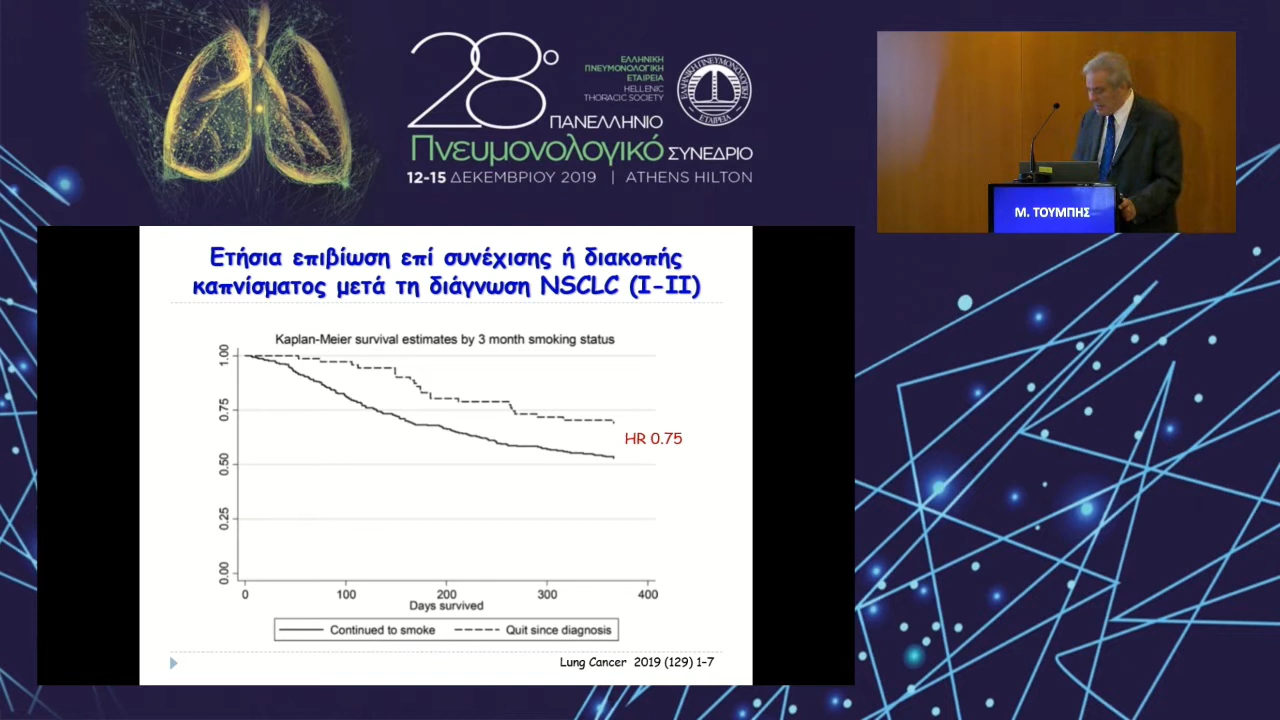 28ο
ΕΛΛΗΝΙΚΗ
ΠΝΕΥΜΟΝΟΛΟΓΙΚΗ
ΕΤΑΙΡΕΙΑ
HELLENIC
THORACIC SOCIETY
ΕΛΛΗΝΙΚΗ ΠΝΕΥΜΟΝΟΛΟΓΙΚΗ
ΕΤΑΙΡΕΙΑ
ΠΑΝΕΛΛΗΝΙΟ
Πνευμονολογικό ΣΥΝΕΔΡΙΟ
12-15 ΔΕΚΕΜΒΡΙΟΥ 2019 | ATHENS HILTON
Μ. ΤΟΥΜΠΗΣ
Ετήσια επιβίωση επί συνέχισης ή διακοπής
καπνίσματος μετά τη διάγνωση NSCLC (I-II)
Kaplan-Meier survival estimates by 3 month smoking status
1.00
0.75
HR 0.75
0.50
0.25
0.00
0 100 200 300 400
Days survived
Continued to smoke Quit since diagnosis
Lung Cancer 2019 (129) 1-7